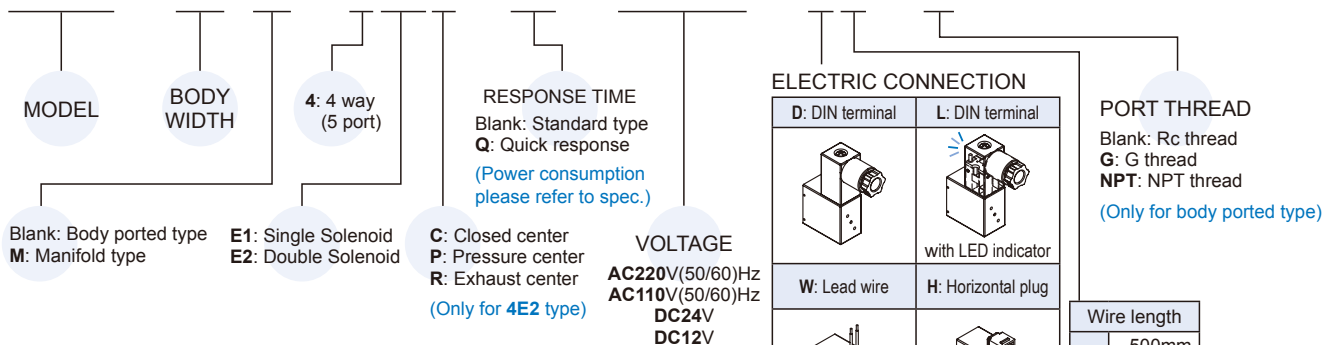 MODEL
BODY
WIDTH
4: 4 way
(5 port)
RESPONSE TIME
Blank: Standard type
Q: Quick response
(Power consumption
please refer to spec.)
ELECTRIC CONNECTION
D: DIN terminal
L: DIN terminal
with LED indicator
W: Lead wire
H: Horizontal plug
PORT THREAD
Blank: Rc thread
G: G thread
NPT: NPT thread
(Only for body ported type)
Blank: Body ported type
M: Manifold type
E1: Single Solenoid
E2: Double Solenoid
C: Closed center
P: Pressure center
R: Exhaust center
(Only for 4E2 type)
VOLTAGE
AC220V(50/60)Hz
AC110V(50/60)Hz
DC24V
DC12V
Wire length
500mm